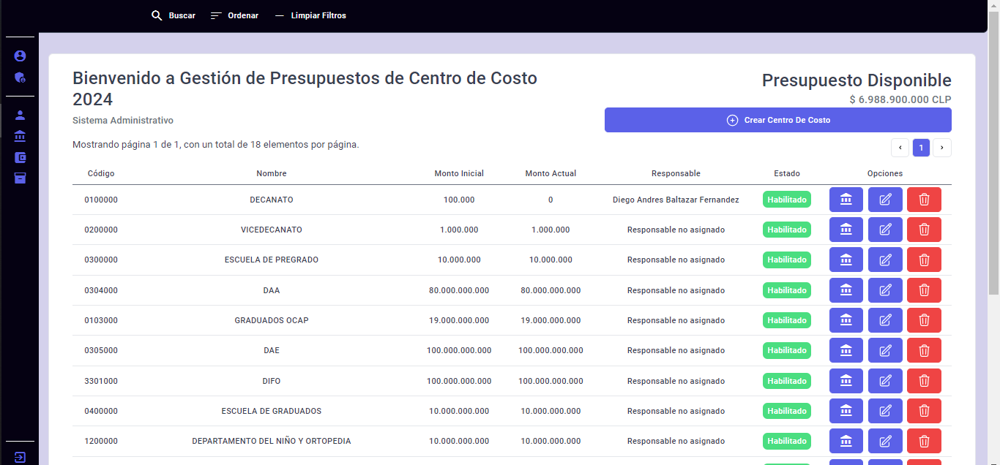 Buscar Ordenar Limpiar Filtros
Bienvenido a Gestión de Presupuestos de Centro de Costo
2024
Sistema Administrativo
Presupuesto Disponible
$ 6.988.900.000 CLP
Crear Centro De Costo
Mostrando página 1 de 1, con un total de 18 elementos por página.
‹ 1 ›
Código Nombre Monto Inicial Monto Actual Responsable Estado Opciones
0100000 DECANATO 100.000 0 Diego Andres Baltazar Fernandez Habilitado
0200000 VICEDECANATO 1.000.000 1.000.000 Responsable no asignado Habilitado
0300000 ESCUELA DE PREGRADO 10.000.000 10.000.000 Responsable no asignado Habilitado
0304000 DAA 80.000.000.000 80.000.000.000 Responsable no asignado Habilitado
0103000 GRADUADOS OCAP 19.000.000.000 19.000.000.000 Responsable no asignado Habilitado
0305000 DAE 100.000.000.000 100.000.000.000 Responsable no asignado Habilitado
3301000 DIFO 100.000.000.000 100.000.000.000 Responsable no asignado Habilitado
0400000 ESCUELA DE GRADUADOS 10.000.000.000 10.000.000.000 Responsable no asignado Habilitado
1200000 DEPARTAMENTO DEL NIÑO Y ORTOPEDIA 10.000.000.000 10.000.000.000 Responsable no asignado Habilitado